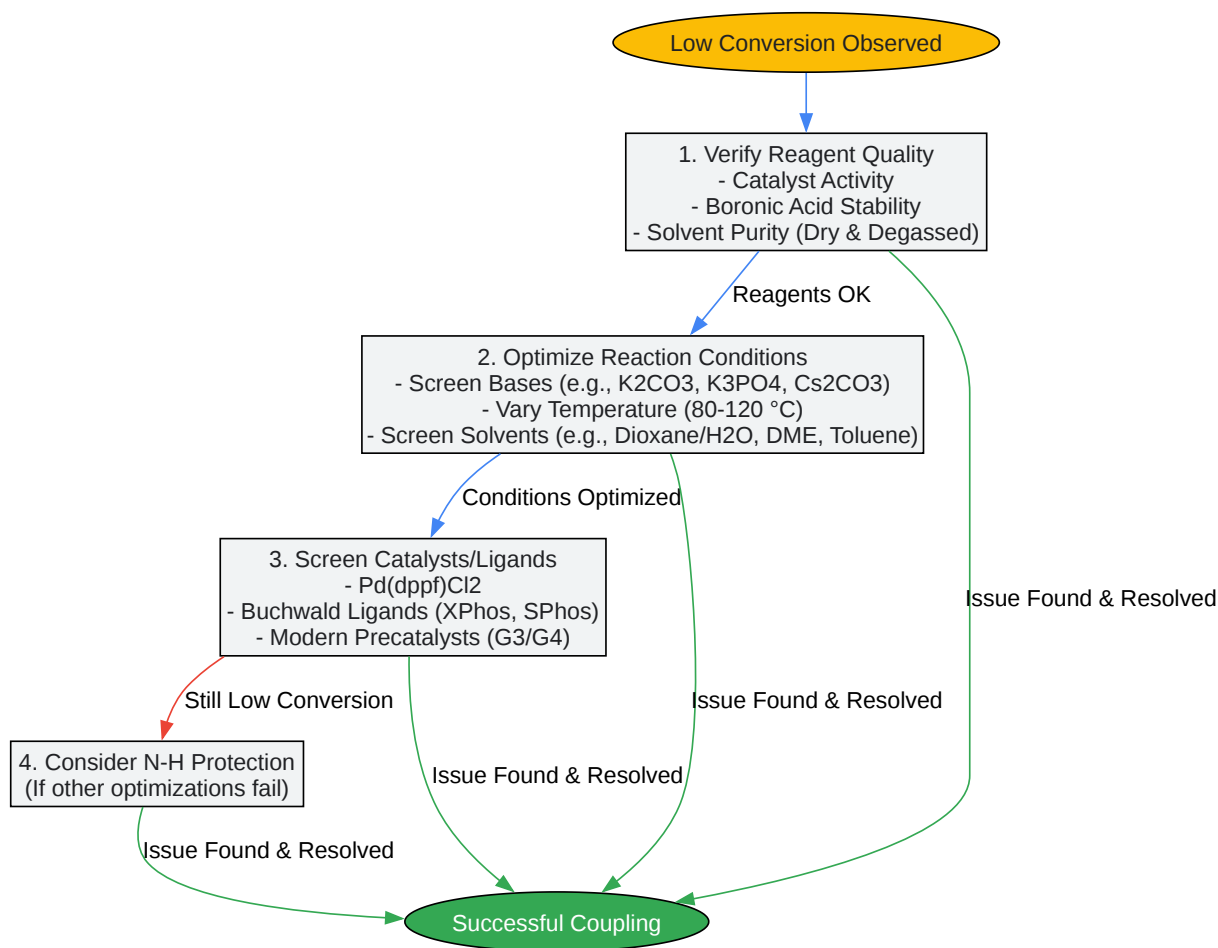 Low Conversion Observed
1. Verify Reagent Quality
- Catalyst Activity
- Boronic Acid Stability
- Solvent Purity (Dry & Degassed)
Reagents OK
2. Optimize Reaction Conditions
- Screen Bases (e.g., K2CO3, K3PO4, Cs2CO3)
- Vary Temperature (80-120 °C)
- Screen Solvents (e.g., Dioxane/H2O, DME, Toluene)
Conditions Optimized
3. Screen Catalysts/Ligands
- Pd(dppf)Cl2
- Buchwald Ligands (XPhos, SPhos)
- Modern Precatalysts (G3/G4)
Issue Found & Resolved
Still Low Conversion
Issue Found & Resolved
4. Consider N-H Protection
(If other optimizations fail)
Issue Found & Resolved
Issue Found & Resolved
Successful Coupling